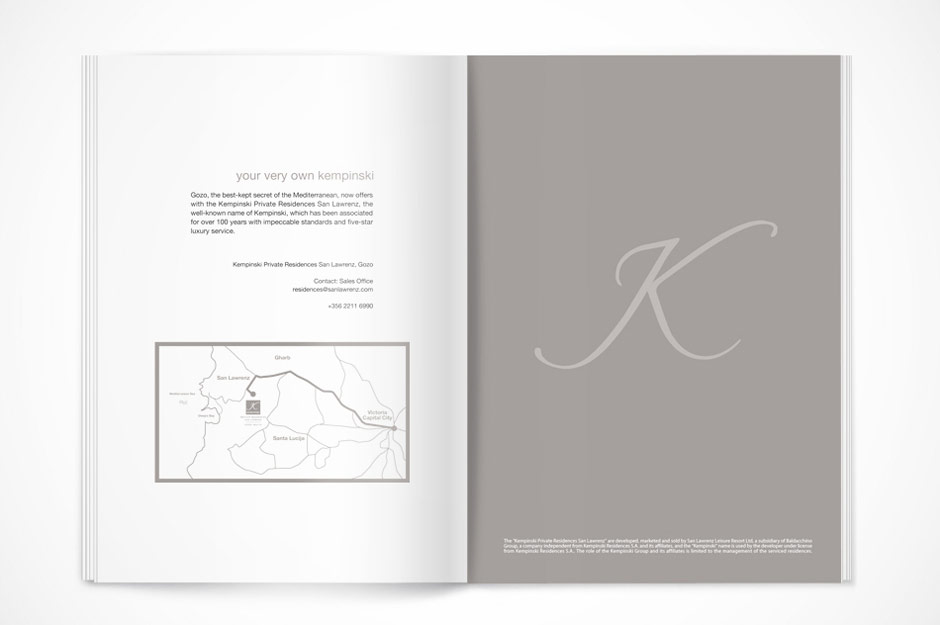 your very own kempinski
Gozo, the best-kept secret of the Mediterranean, now offers
with the Kempinski Private Residences San Lawrenz, the
well-known name of Kempinski, which has been associated
for over 100 years with impeccable standards and five-star
luxury service.
Kempinski Private Residences San Lawrenz, Gozo
Contact: Sales Office
residences@sanlawrenz.com
+356 2211 6990
Gharb
San Lawrenz
Mediterranean Sea
Dwejra Bay
K
Victoria
Capital City
Santa Lucija
K
The "Kempinski Private Residences San Lawrenz" are developed, marketed and sold by San Lawrenz Leisure Resort Ltd, a subsidiary of Baldacchino
Group, a company independent from Kempinski Residences S.A. and its affiliates, and the "Kempinski" name is used by the developer under license
from Kempinski Residences S.A.. The role of the Kempinski Group and its affiliates is limited to the management of the serviced residences.